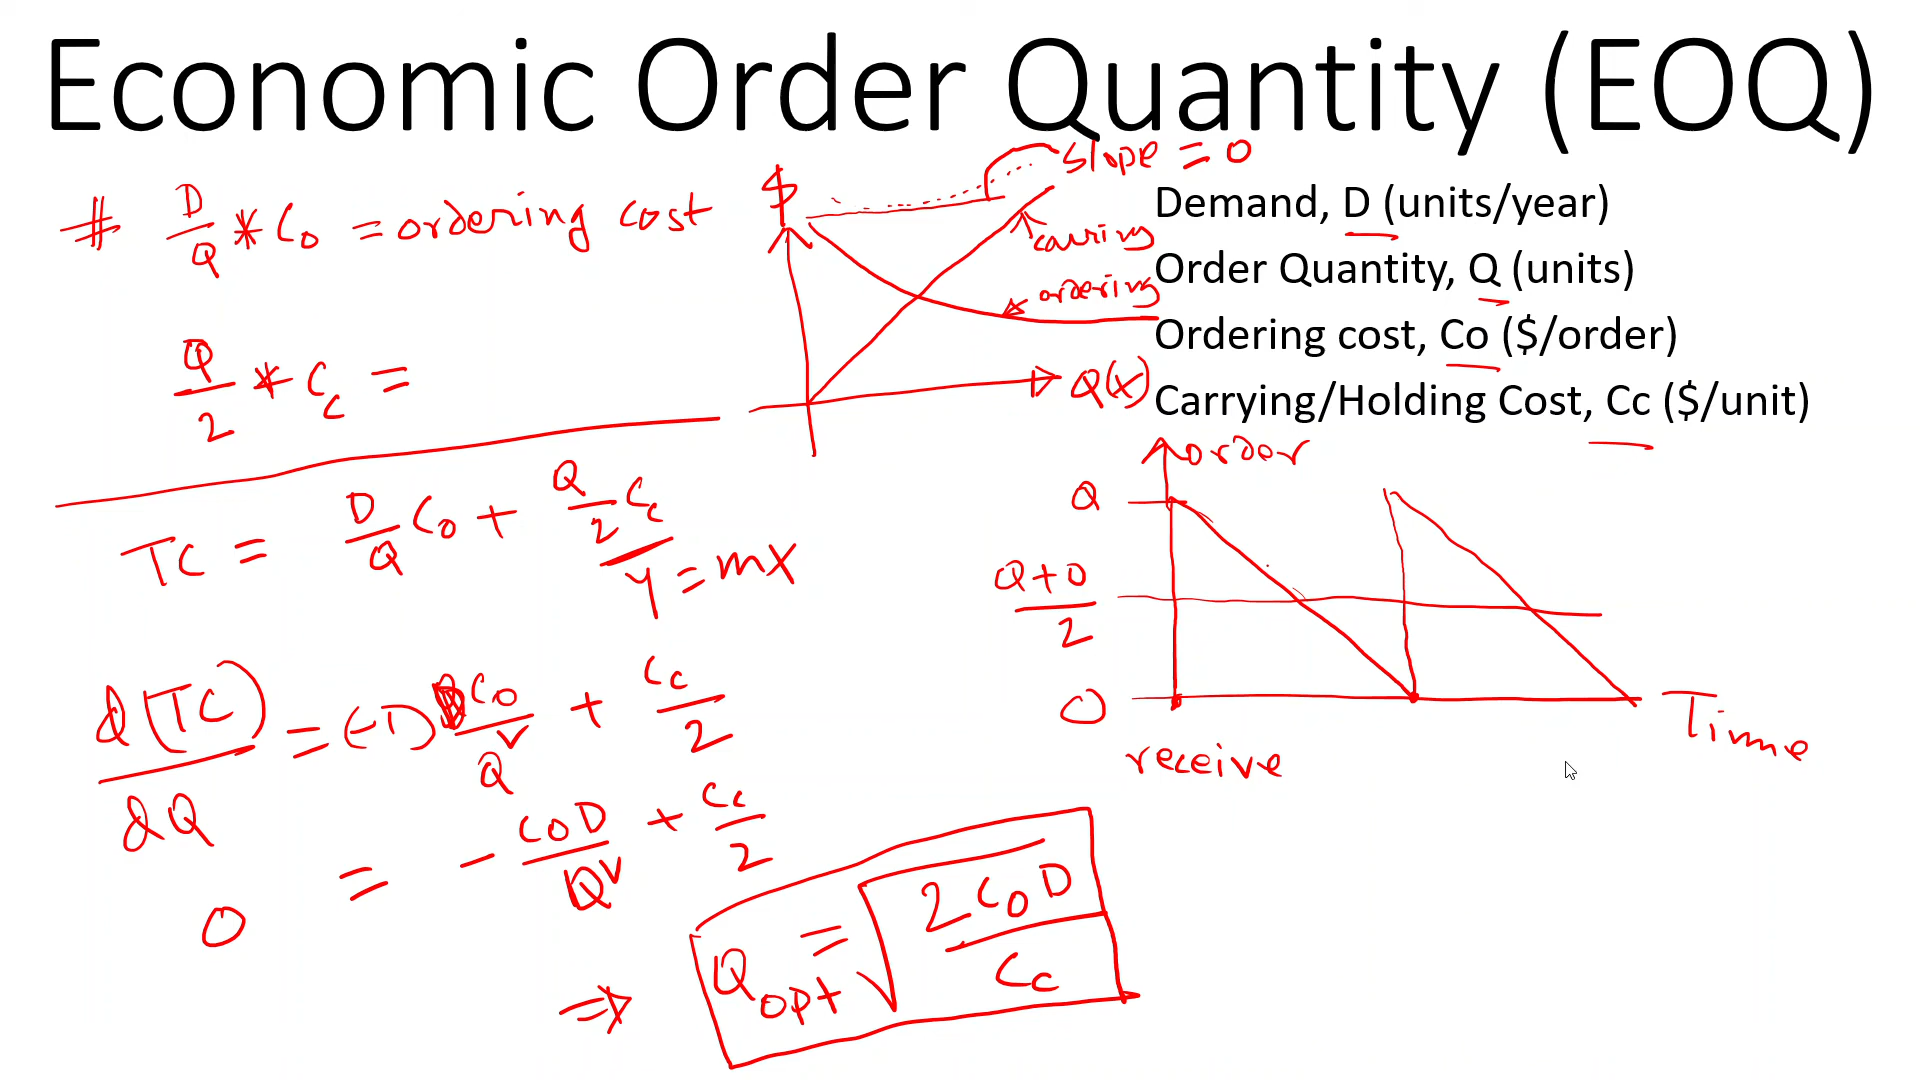 Economic Order Quantity (EOQ)
# D/Q * Co = ordering cost
Q/2 * Cc =
TC = D/Q Co + Q/2 Cc
Y = mX
d(TC)/dQ = (-1) D Co/Q² + Cc/2
0 = - CoD/Q² + Cc/2
⇒ Qopt = √(2CoD/Cc)
$
slope = 0
carring
ordering
Q(x)
Demand, D (units/year)
Order Quantity, Q (units)
Ordering cost, Co ($/order)
Carrying/Holding Cost, Cc ($/unit)
order
Q
Q+0/2
0
Time
receive